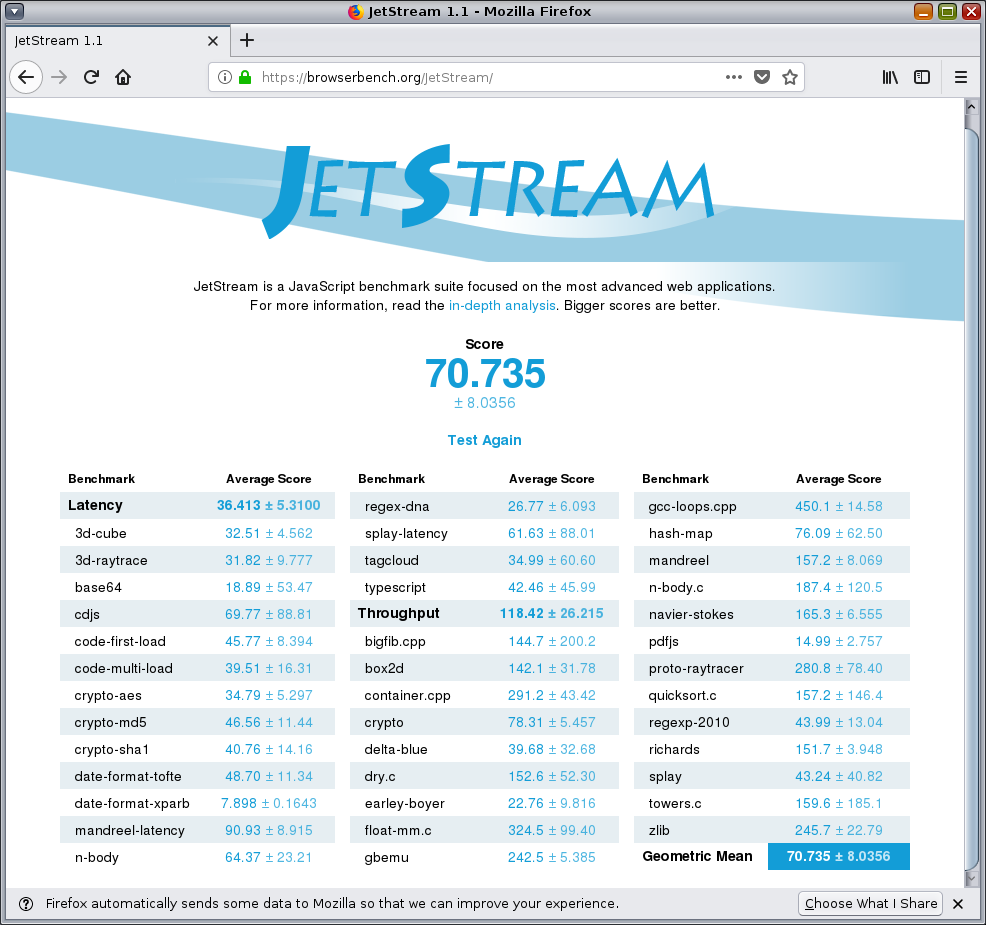 JetStream 1.1 - Mozilla Firefox
JetStream 1.1
https://browserbench.org/JetStream/
JETSTREAM
JetStream is a JavaScript benchmark suite focused on the most advanced web applications.
For more information, read the in-depth analysis. Bigger scores are better.
Score
70.735
± 8.0356
Test Again
Benchmark Average Score
Latency 36.413 ± 5.3100
3d-cube 32.51 ± 4.562
3d-raytrace 31.82 ± 9.777
base64 18.89 ± 53.47
cdjs 69.77 ± 88.81
code-first-load 45.77 ± 8.394
code-multi-load 39.51 ± 16.31
crypto-aes 34.79 ± 5.297
crypto-md5 46.56 ± 11.44
crypto-sha1 40.76 ± 14.16
date-format-tofte 48.70 ± 11.34
date-format-xparb 7.898 ± 0.1643
mandreel-latency 90.93 ± 8.915
n-body 64.37 ± 23.21
Benchmark Average Score
regex-dna 26.77 ± 6.093
splay-latency 61.63 ± 88.01
tagcloud 34.99 ± 60.60
typescript 42.46 ± 45.99
Throughput 118.42 ± 26.215
bigfib.cpp 144.7 ± 200.2
box2d 142.1 ± 31.78
container.cpp 291.2 ± 43.42
crypto 78.31 ± 5.457
delta-blue 39.68 ± 32.68
dry.c 152.6 ± 52.30
earley-boyer 22.76 ± 9.816
float-mm.c 324.5 ± 99.40
gbemu 242.5 ± 5.385
Benchmark Average Score
gcc-loops.cpp 450.1 ± 14.58
hash-map 76.09 ± 62.50
mandreel 157.2 ± 8.069
n-body.c 187.4 ± 120.5
navier-stokes 165.3 ± 6.555
pdfjs 14.99 ± 2.757
proto-raytracer 280.8 ± 78.40
quicksort.c 157.2 ± 146.4
regexp-2010 43.99 ± 13.04
richards 151.7 ± 3.948
splay 43.24 ± 40.82
towers.c 159.6 ± 185.1
zlib 245.7 ± 22.79
Geometric Mean 70.735 ± 8.0356
Firefox automatically sends some data to Mozilla so that we can improve your experience.
Choose What I Share